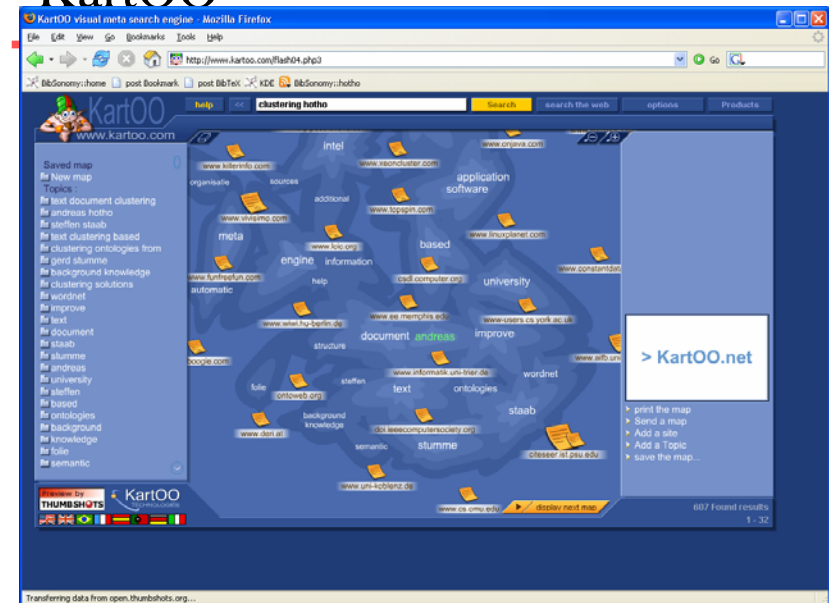 KartOO
KartOO visual meta search engine - Mozilla Firefox
File Edit View Go Bookmarks Tools Help
http://www.kartoo.com/flash04.php3
Go
BibSonomy::home post Bookmark post BibTeX KDE BibSonomy::hotho
KartOO
www.kartoo.com
help << clustering hotho Search search the web options Products
Saved map 0
New map
Topics :
text document clustering
andreas hotho
steffen staab
text clustering based
clustering ontologies from
gerd stumme
background knowledge
clustering solutions
wordnet
improve
text
document
staab
stumme
andreas
university
steffen
based
ontologies
background
knowledge
folie
semantic
Preview by
THUMBSHOTS
KartOO
TECHNOLOGIES
intel
www.onjava.com
www.killerinfo.com
www.xeoncluster.com
organisatie
sources
application
software
additional
www.vivisimo.com
www.topspin.com
meta
www.linuxplanet.com
www.lcic.org
based
engine
information
www.constantdat
www.funfreefun.com
help
csdl.computer.org
university
automatic
www.ee.memphis.edu
www.wiwi.hu-berlin.de
www-users.cs.york.ac.uk
document
andreas
improve
structure
boogie.com
www.aifb.uni
www.informatik.uni-trier.de
wordnet
folie
steffen
text
ontologies
ontoweb.org
staab
background
knowledge
www.deri.at
doi.ieeecomputersociety.org
semantic
stumme
citeseer.ist.psu.edu
www.uni-koblenz.de
www.cs.cmu.edu
display next map
> KartOO.net
print the map
Send a map
Add a site
Add a Topic
save the map...
607 Found results
1 - 32
Transferring data from open.thumbshots.org...